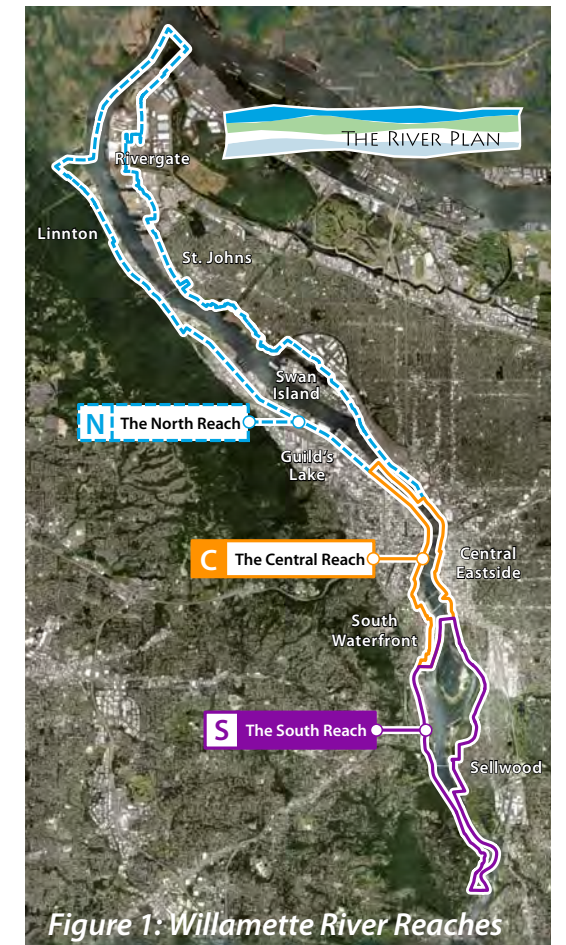 THE RIVER PLAN
Rivergate
Linnton
St. Johns
Swan
Island
N The North Reach
Guild's
Lake
C The Central Reach
Central
Eastside
South
Waterfront
S The South Reach
Sellwood
Figure 1: Willamette River Reaches